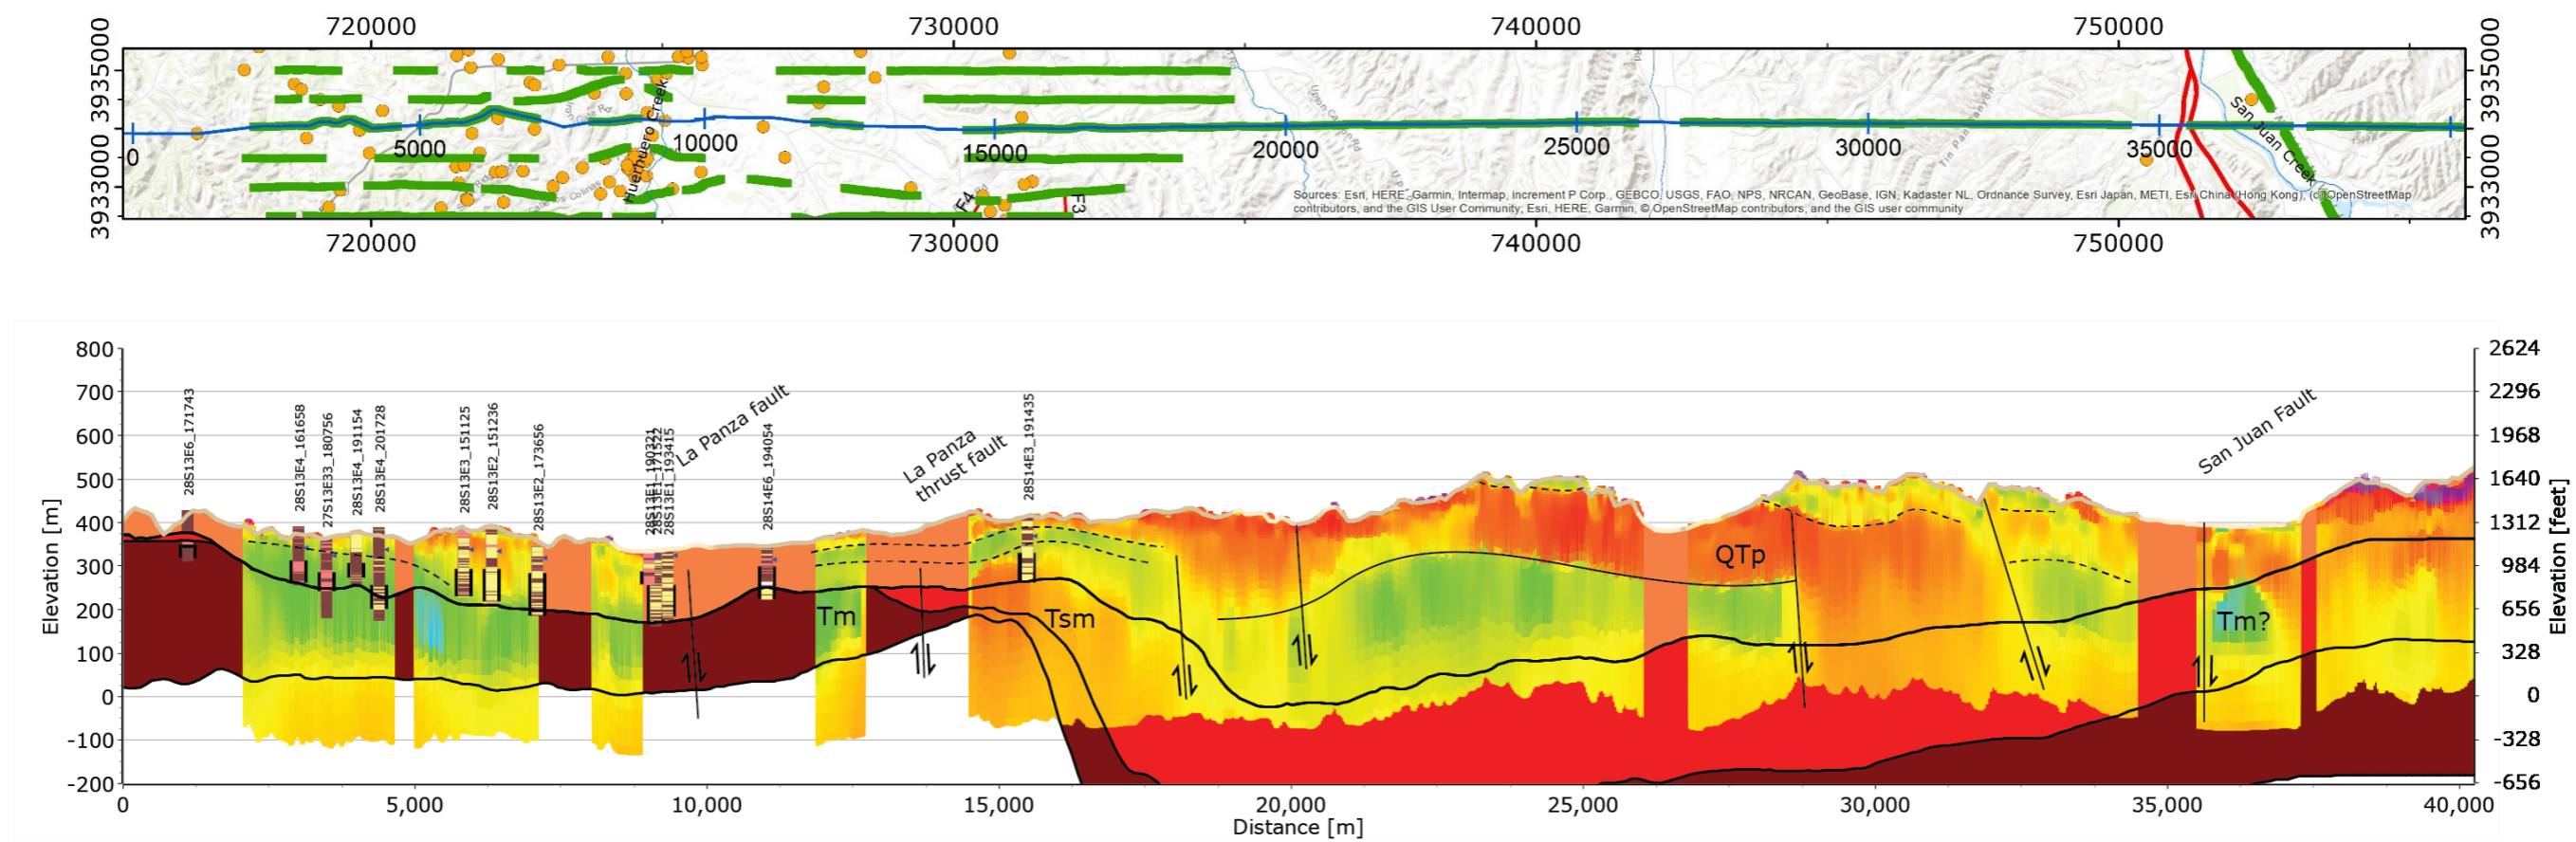 720000 730000 740000 750000
3935000 3935000
3933000 3933000
0 5000 10000 15000 20000 25000 30000 35000
Huerhuero Creek
San Juan Creek
Tin Pan Canyon
F4 F3
Sources: Esri, HERE, Garmin, Intermap, increment P Corp., GEBCO, USGS, FAO, NPS, NRCAN, GeoBase, IGN, Kadaster NL, Ordnance Survey, Esri Japan, METI, Esri China (Hong Kong), (c) OpenStreetMap
contributors, and the GIS User Community; Esri, HERE, Garmin, © OpenStreetMap contributors, and the GIS user community
720000 730000 740000 750000
800 2624
700 2296
600 1968
500 1640
400 1312
300 984
200 656
100 328
0 0
-100 -328
-200 -656
Elevation [m]
Elevation [feet]
28S13E6_171743
28S13E4_161658
27S13E33_180756
28S13E4_191154
28S13E4_201728
28S13E3_151125
28S13E2_151236
28S13E2_173656
28S13E1_190321
28S13E1_193415
28S14E6_194054
28S14E3_191435
La Panza fault
La Panza
thrust fault
San Juan Fault
QTp
Tm
Tsm
Tm?
0 5,000 10,000 15,000 20,000 25,000 30,000 35,000 40,000
Distance [m]